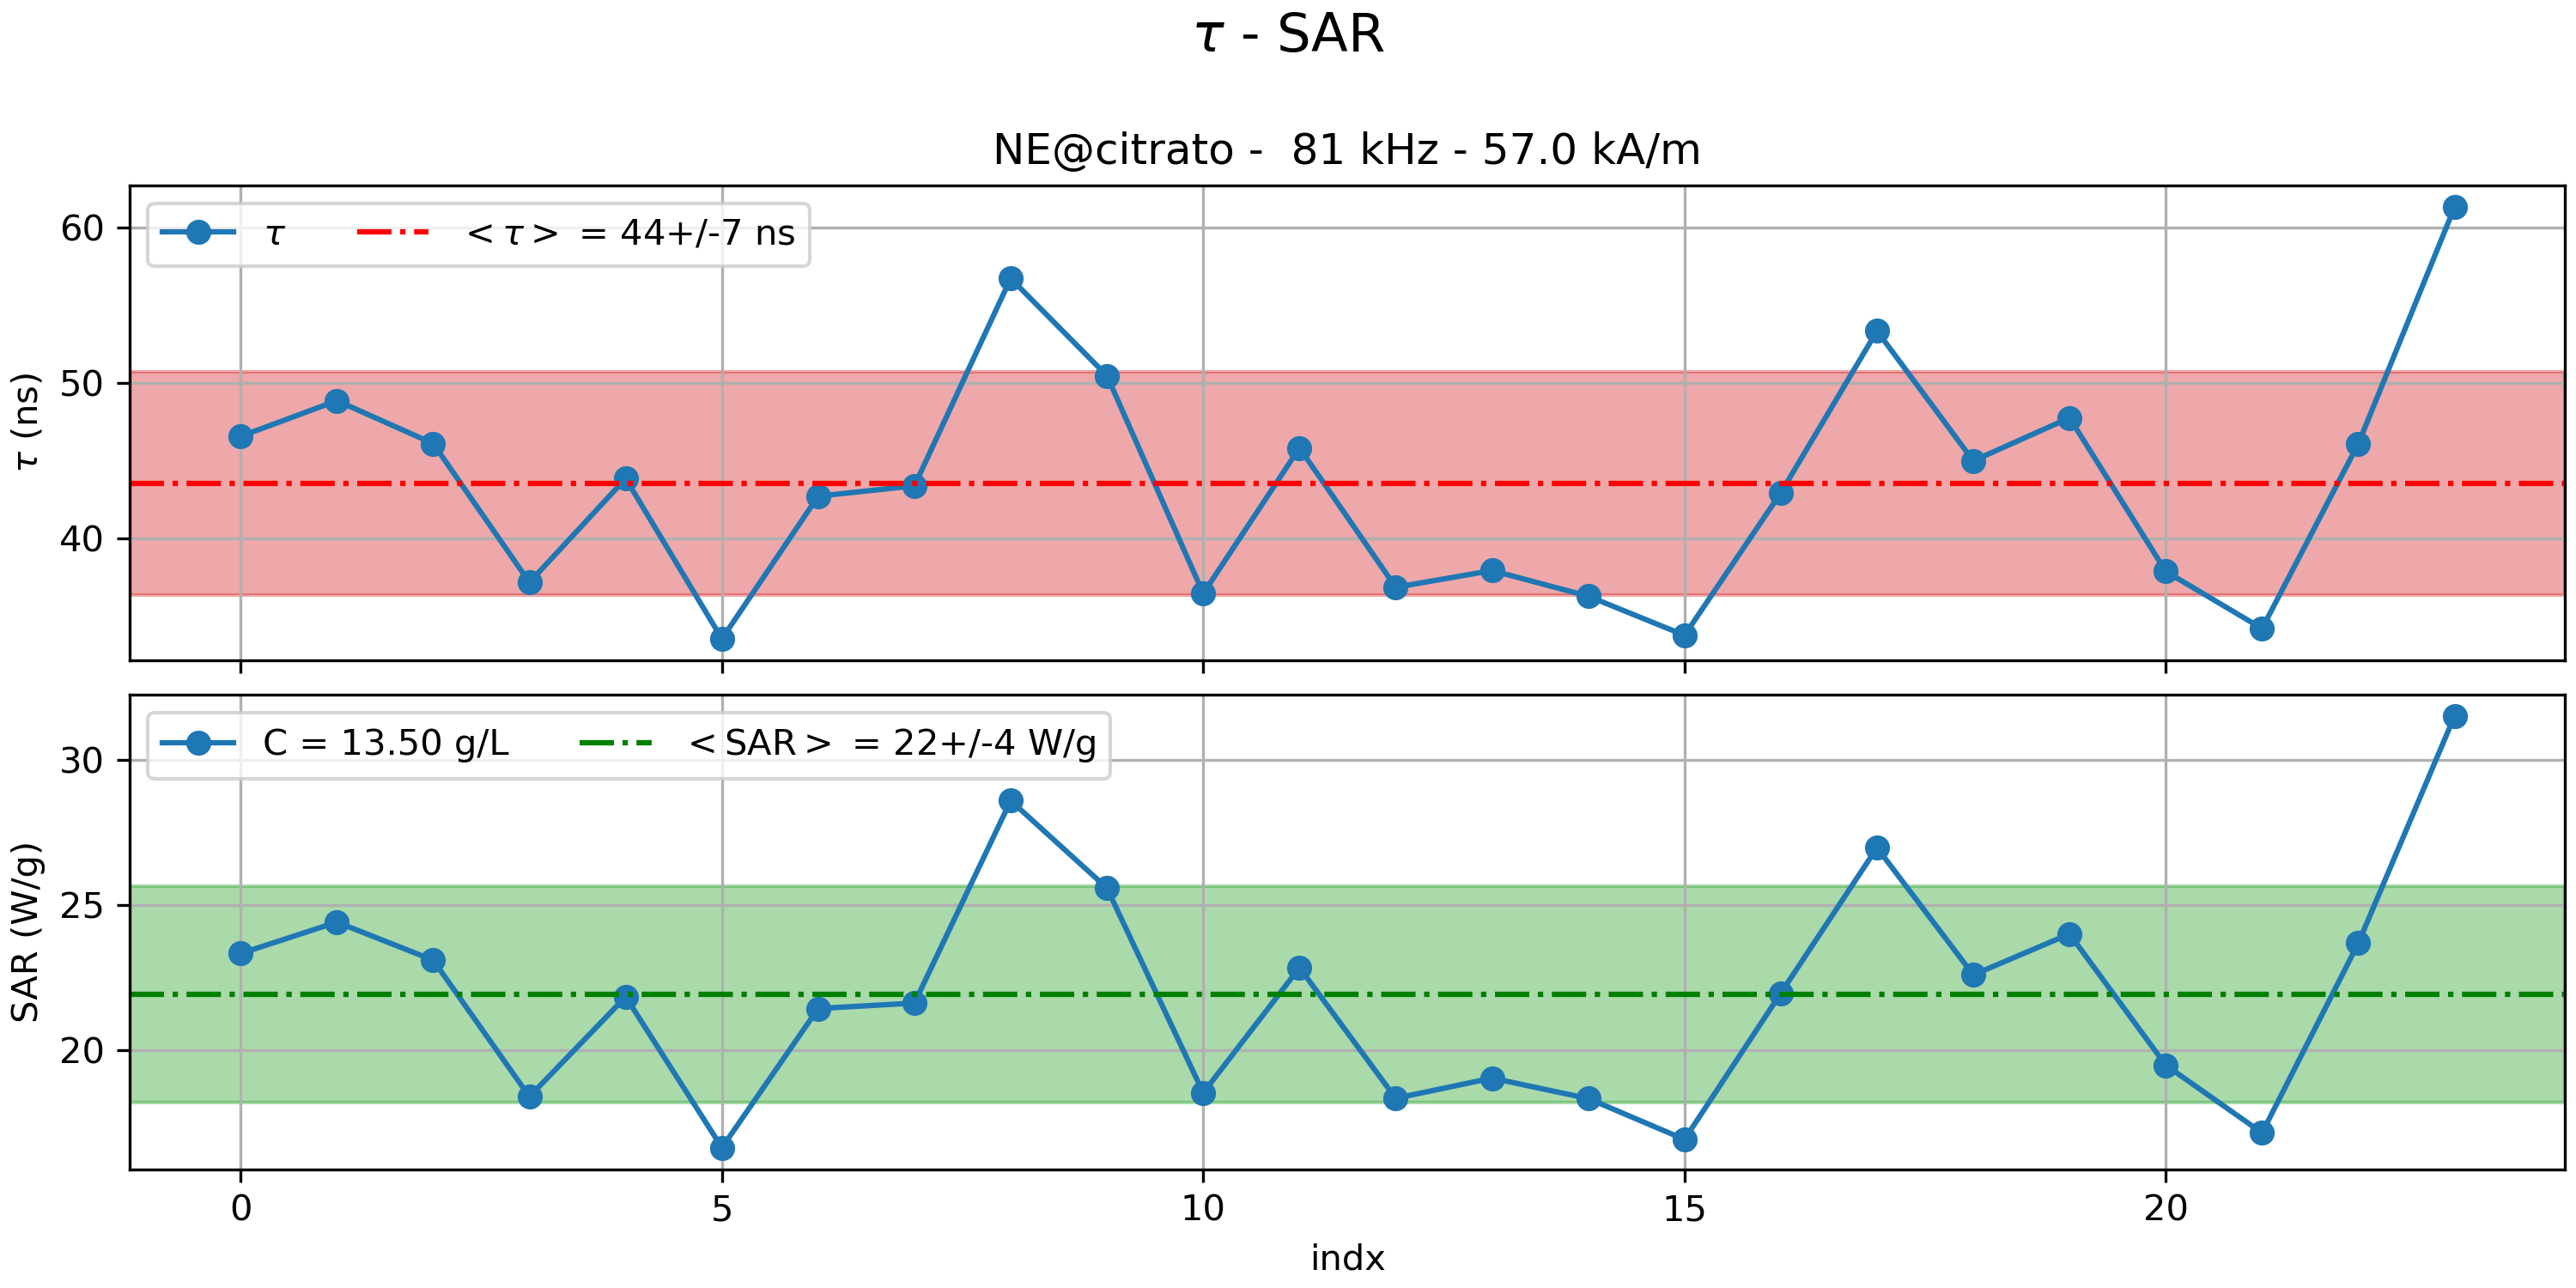 τ - SAR
NE@citrato -  81 kHz - 57.0 kA/m
τ (ns)
60
50
40
τ
<τ> = 44+/-7 ns
SAR (W/g)
30
25
20
C = 13.50 g/L
<SAR> = 22+/-4 W/g
0 5 10 15 20
indx